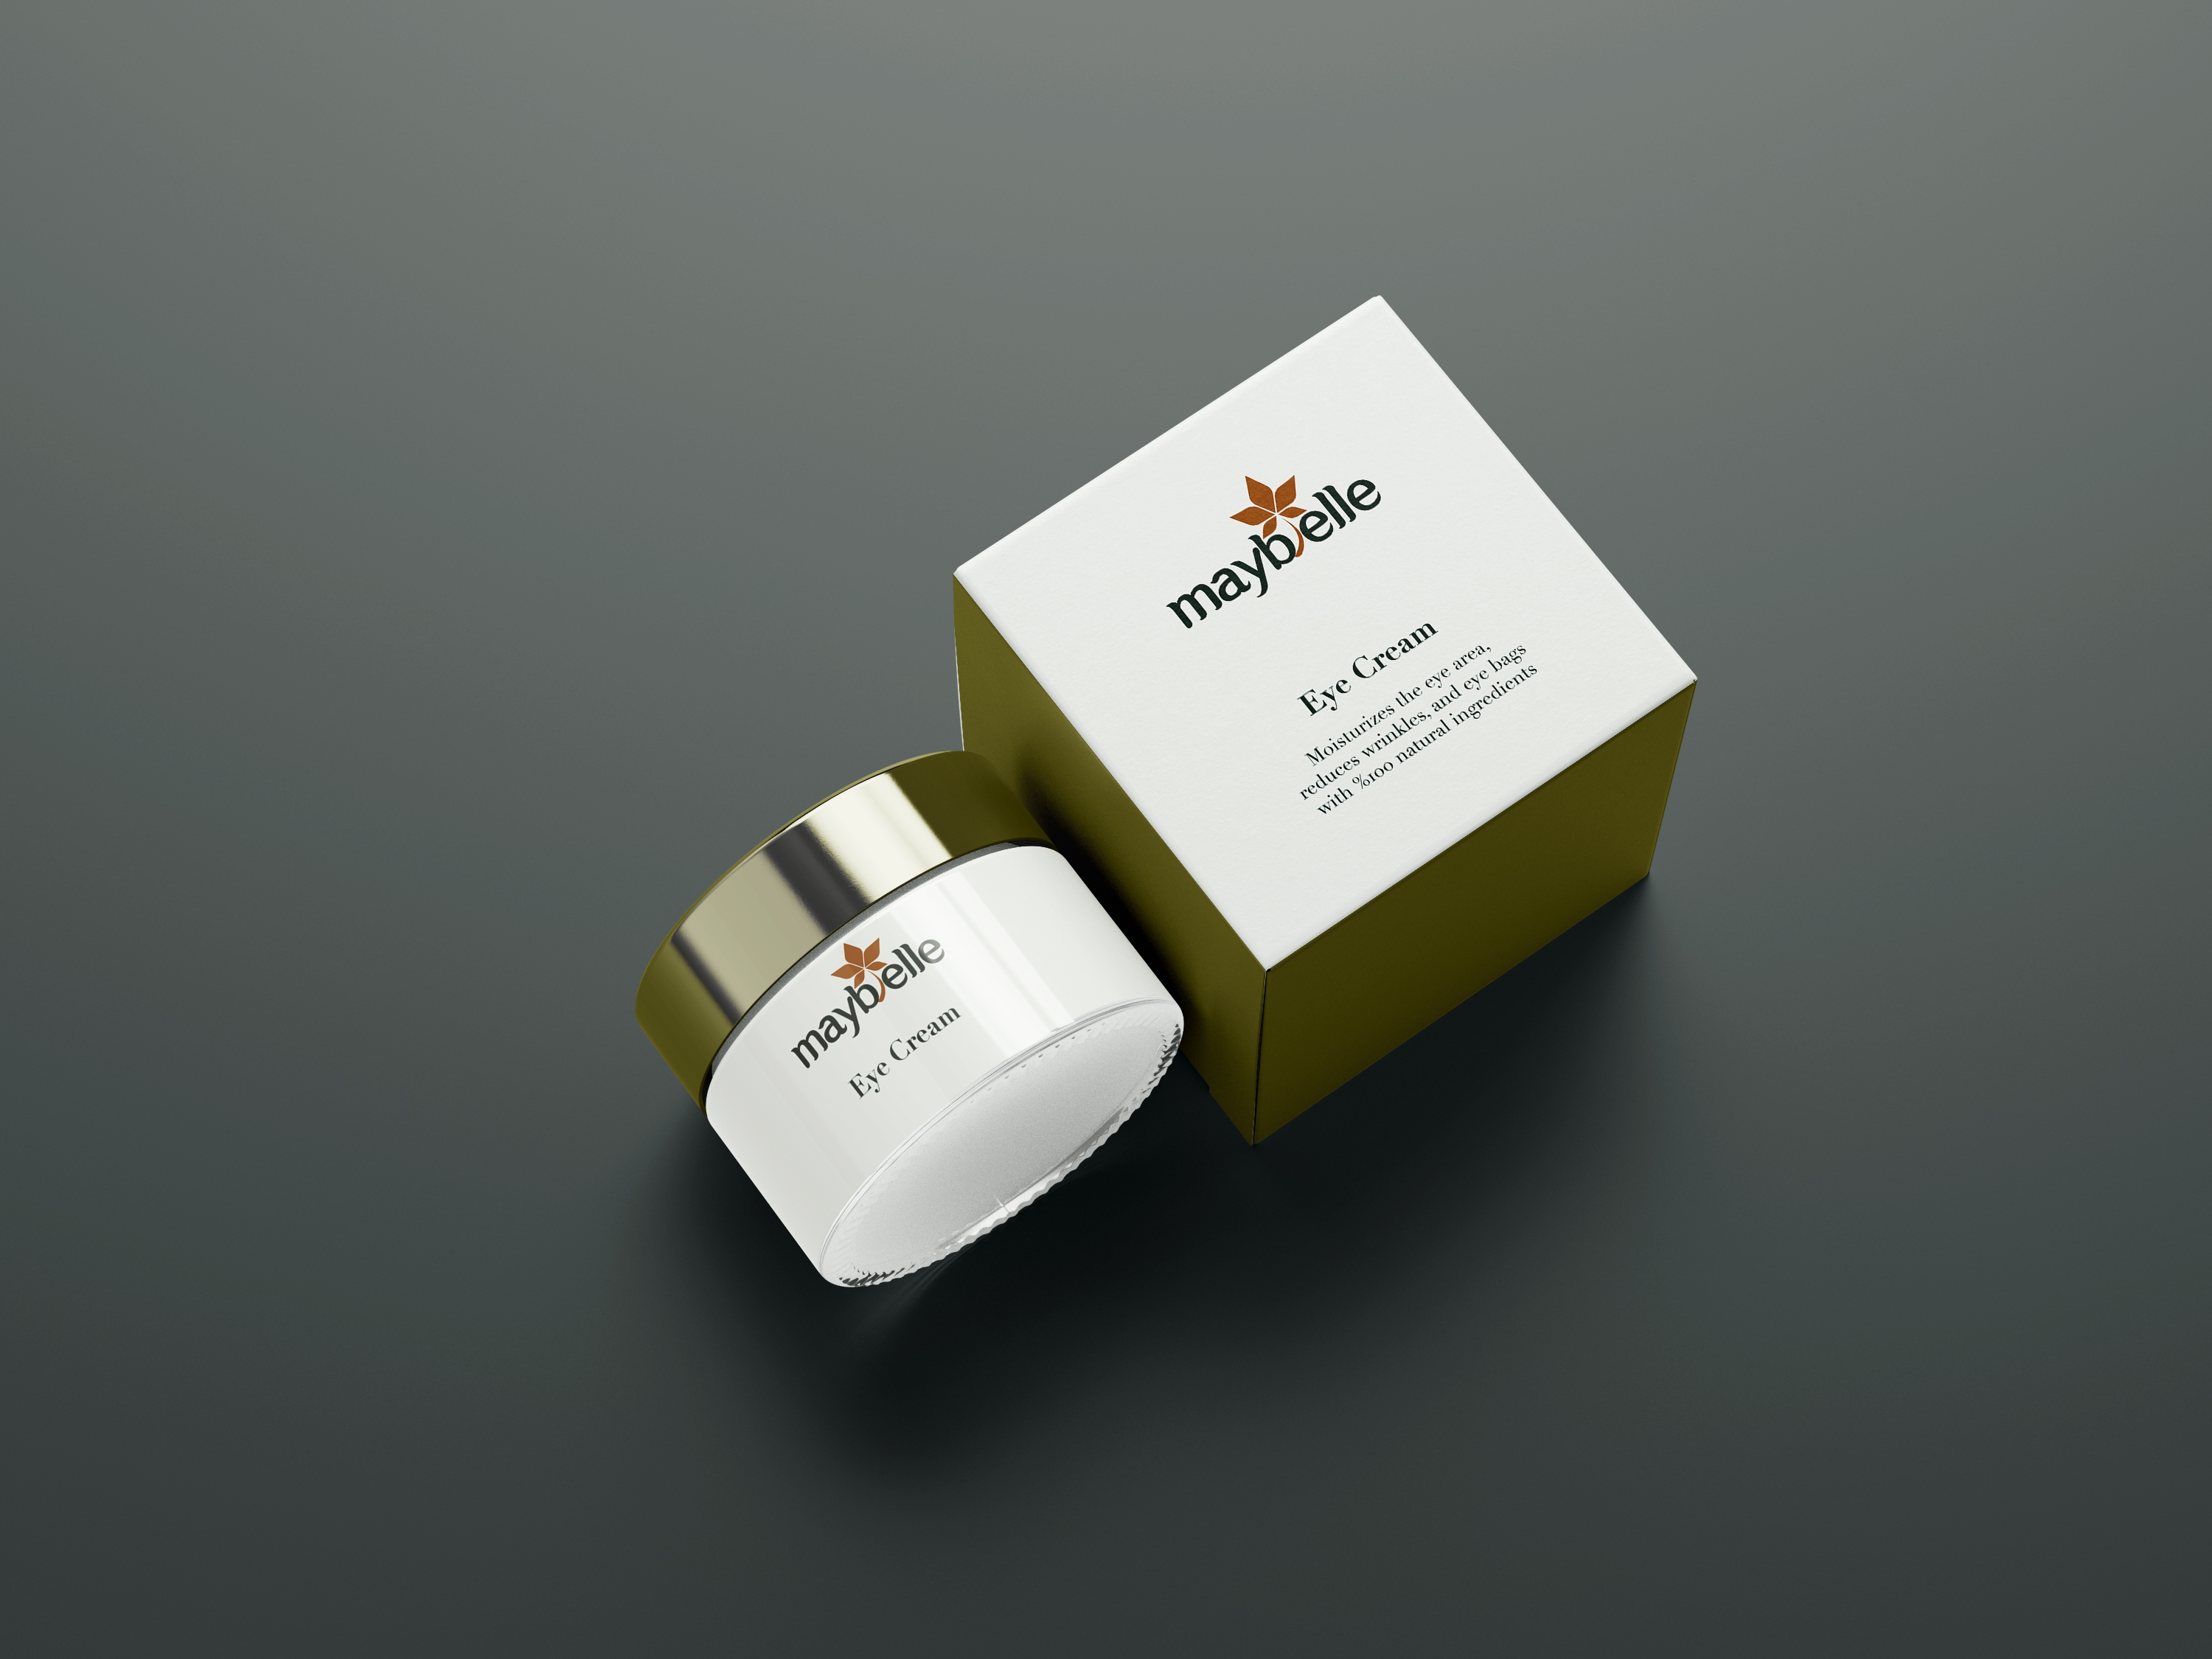 maybelle
Eye Cream
Moisturizes the eye area,
reduces wrinkles, and eye bags
with %100 natural ingredients
maybelle
Eye Cream